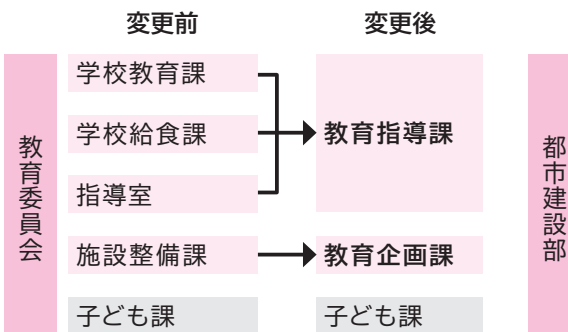 変更前
変更後
教育委員会
学校教育課
学校給食課
指導室
施設整備課
子ども課
教育指導課
教育企画課
子ども課
都市建設部